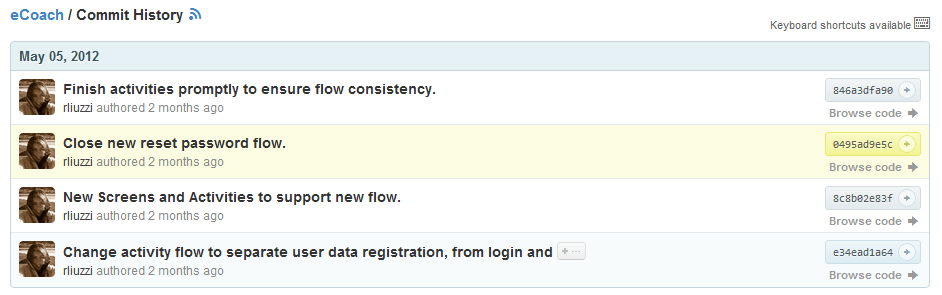 eCoach / Commit History
Keyboard shortcuts available
May 05, 2012
Finish activities promptly to ensure flow consistency.
846a3dfa90
rliuzzi authored 2 months ago
Browse code
Close new reset password flow.
0495ad9e5c
rliuzzi authored 2 months ago
Browse code
New Screens and Activities to support new flow.
8c8b02e83f
rliuzzi authored 2 months ago
Browse code
Change activity flow to separate user data registration, from login and + ···
e34ead1a64
rliuzzi authored 2 months ago
Browse code